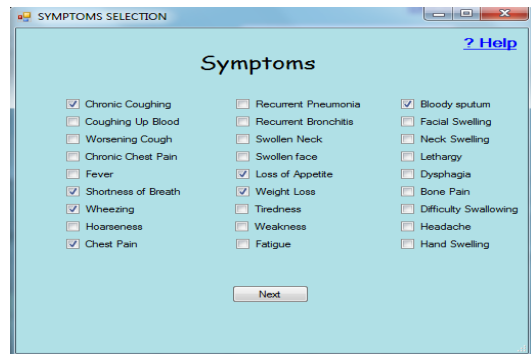 SYMPTOMS SELECTION
? Help
Symptoms
Chronic Coughing Recurrent Pneumonia Bloody sputum
Coughing Up Blood Recurrent Bronchitis Facial Swelling
Worsening Cough Swollen Neck Neck Swelling
Chronic Chest Pain Swollen face Lethargy
Fever Loss of Appetite Dysphagia
Shortness of Breath Weight Loss Bone Pain
Wheezing Tiredness Difficulty Swallowing
Hoarseness Weakness Headache
Chest Pain Fatigue Hand Swelling
Next